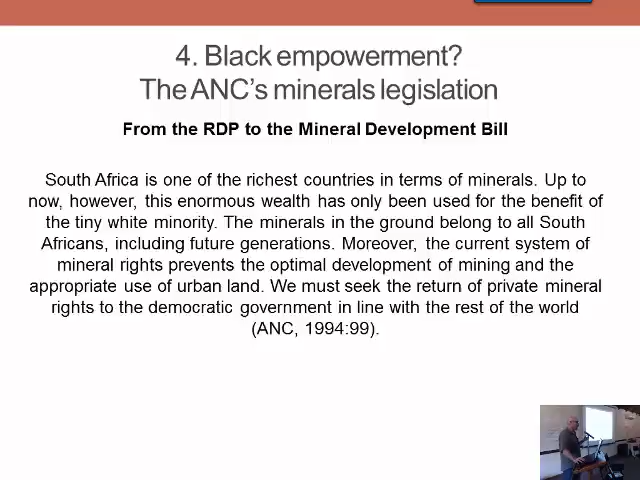 4. Black empowerment?
The ANC's minerals legislation
From the RDP to the Mineral Development Bill
South Africa is one of the richest countries in terms of minerals. Up to
now, however, this enormous wealth has only been used for the benefit of
the tiny white minority. The minerals in the ground belong to all South
Africans, including future generations. Moreover, the current system of
mineral rights prevents the optimal development of mining and the
appropriate use of urban land. We must seek the return of private mineral
rights to the democratic government in line with the rest of the world
(ANC, 1994:99).